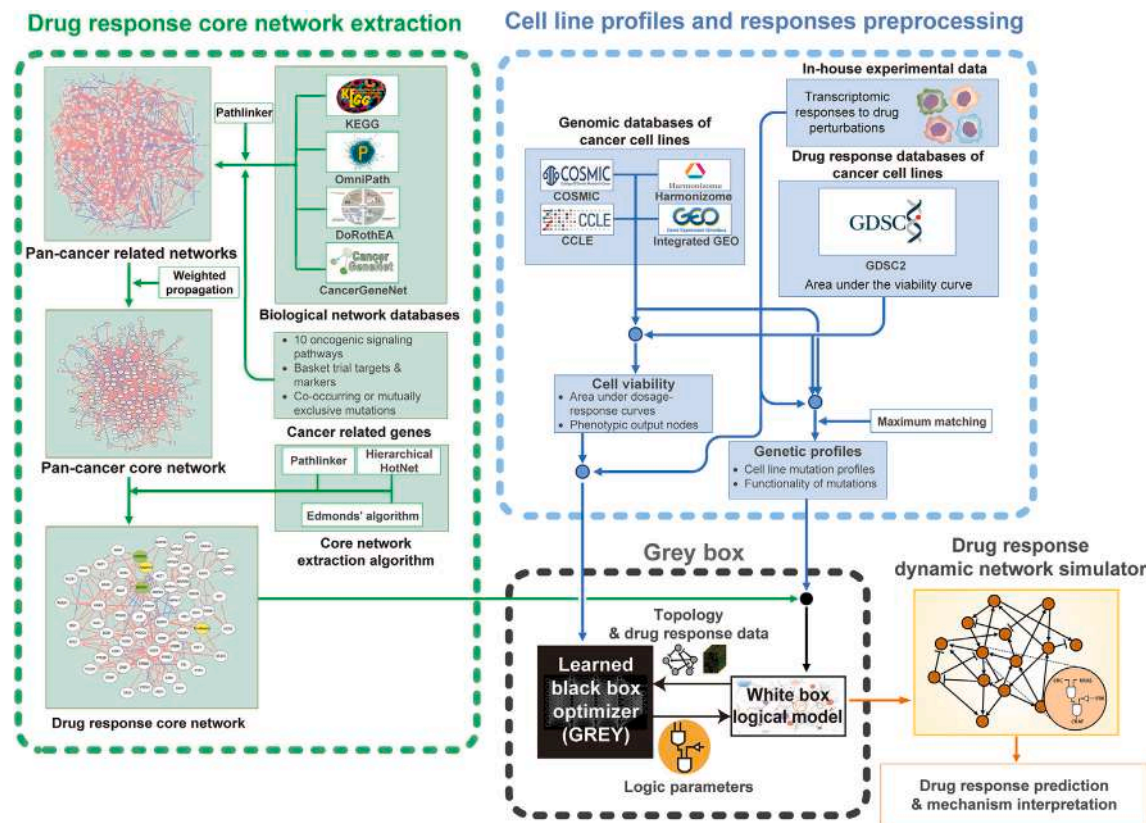 Drug response core network extraction
Cell line profiles and responses preprocessing
Pathlinker
KEGG
KEGG
P
OmniPath
DoRothEA
Cancer
GeneNet
CancerGeneNet
Biological network databases
Pan-cancer related networks
Weighted
propagation
• 10 oncogenic signaling
pathways
• Basket trial targets &
markers
• Co-occurring or mutually
exclusive mutations
Cancer related genes
Pan-cancer core network
Pathlinker
Hierarchical
HotNet
Edmonds' algorithm
Core network
extraction algorithm
Drug response core network
In-house experimental data
Transcriptomic
responses to drug
perturbations
Genomic databases of
cancer cell lines
COSMIC
COSMIC
Harmonizome
Harmonizome
CCLE
CCLE
GEO
Integrated GEO
Drug response databases of
cancer cell lines
GDSC
GDSC2
Area under the viability curve
Cell viability
• Area under dosage-
response curves
• Phenotypic output nodes
Maximum matching
Genetic profiles
• Cell line mutation profiles
• Functionality of mutations
Grey box
Topology
& drug response data
Learned
black box
optimizer
(GREY)
White box
logical model
Logic parameters
Drug response
dynamic network simulator
Drug response prediction
& mechanism interpretation